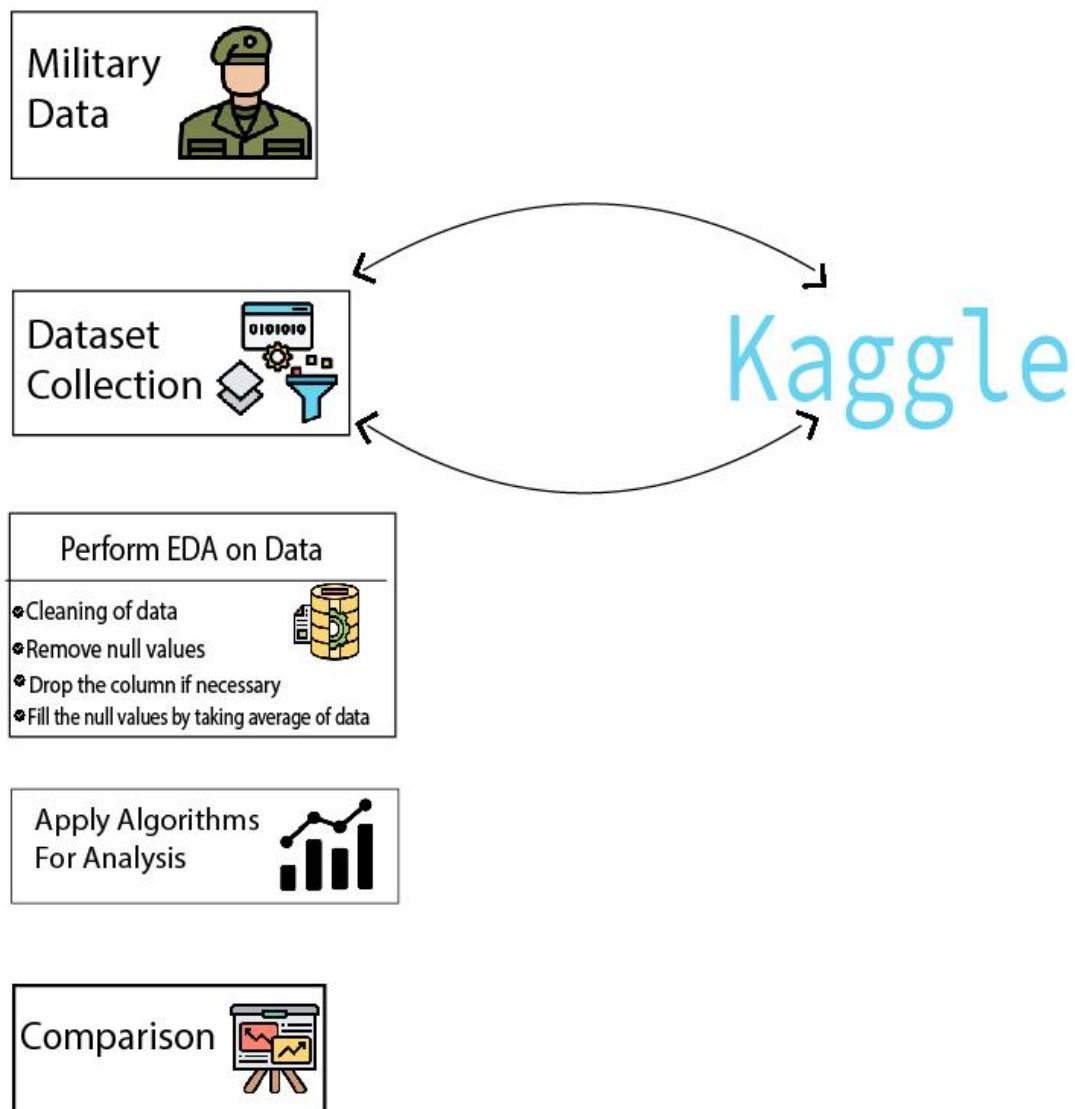 Military
Data
Dataset
Collection
0101010
Kaggle
Perform EDA on Data
Cleaning of data
Remove null values
Drop the column if necessary
Fill the null values by taking average of data
Apply Algorithms
For Analysis
Comparison